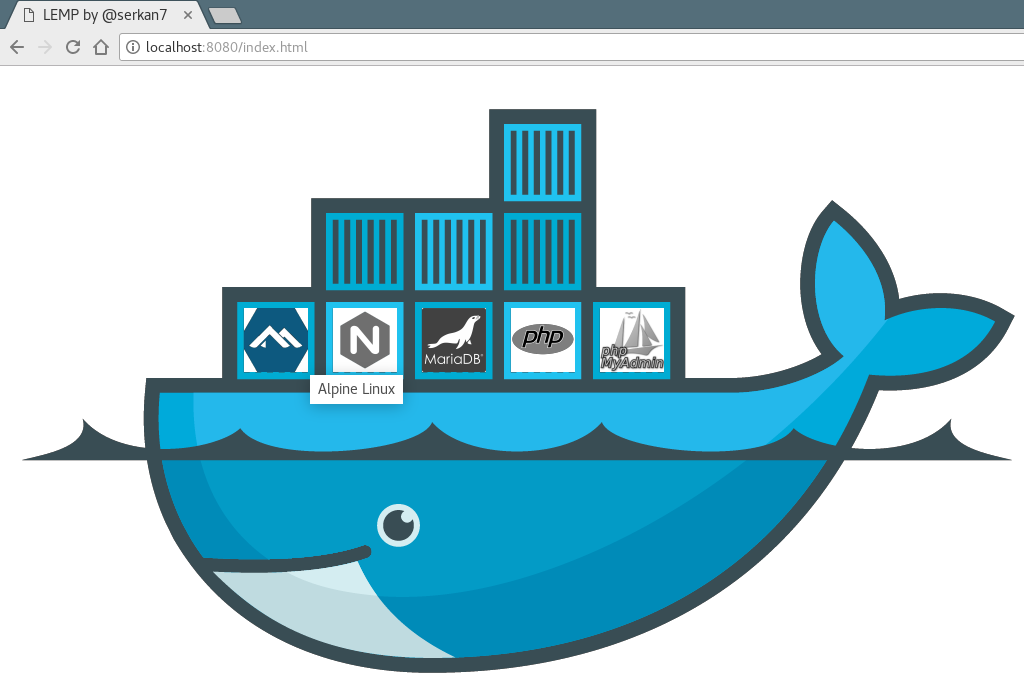 LEMP by @serkan7
localhost:8080/index.html
N
MariaDB
php
php
MyAdmin
Alpine Linux